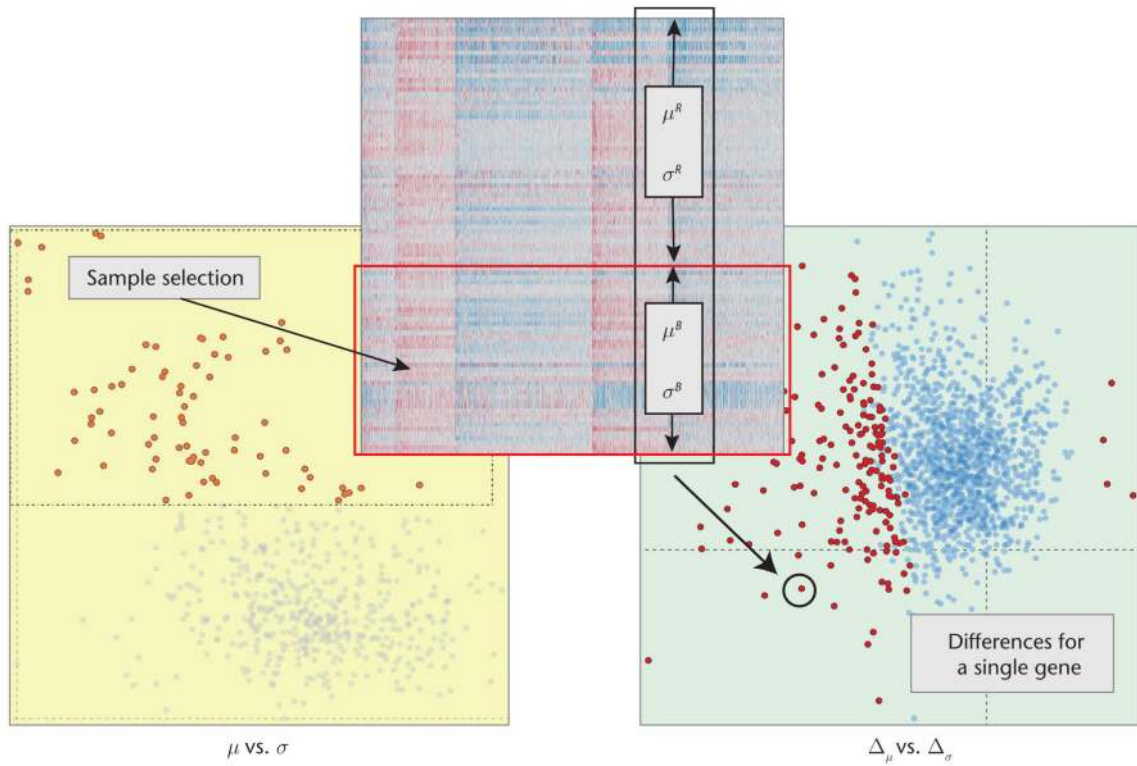 μ^R
σ^R
Sample selection
μ^B
σ^B
Differences for
a single gene
μ vs. σ
Δ_μ vs. Δ_σ